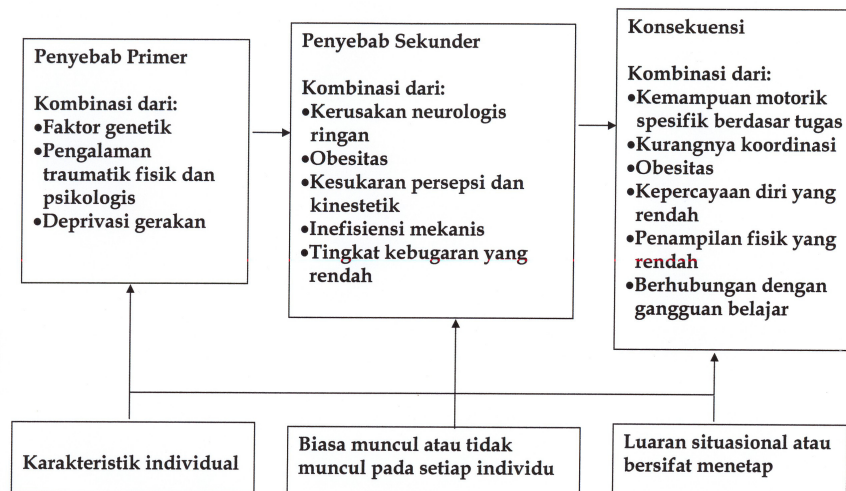 Penyebab Primer
Kombinasi dari:
•Faktor genetik
•Pengalaman
traumatik fisik dan
psikologis
•Deprivasi gerakan
Penyebab Sekunder
Kombinasi dari:
•Kerusakan neurologis
ringan
•Obesitas
•Kesukaran persepsi dan
kinestetik
•Inefisiensi mekanis
•Tingkat kebugaran yang
rendah
Konsekuensi
Kombinasi dari:
•Kemampuan motorik
spesifik berdasar tugas
•Kurangnya koordinasi
•Obesitas
•Kepercayaan diri yang
rendah
•Penampilan fisik yang
rendah
•Berhubungan dengan
gangguan belajar
Karakteristik individual
Biasa muncul atau tidak
muncul pada setiap individu
Luaran situasional atau
bersifat menetap